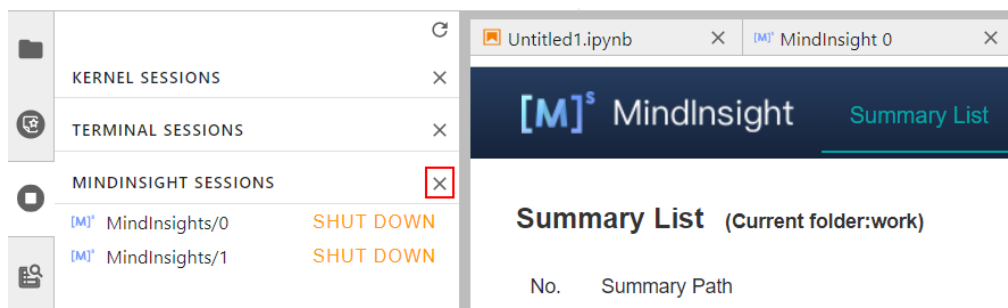 KERNEL SESSIONS
TERMINAL SESSIONS
MINDINSIGHT SESSIONS
[M]s MindInsights/0 SHUT DOWN
[M]s MindInsights/1 SHUT DOWN
Untitled1.ipynb [M]s MindInsight 0
[M]s MindInsight Summary List
Summary List (Current folder:work)
No. Summary Path